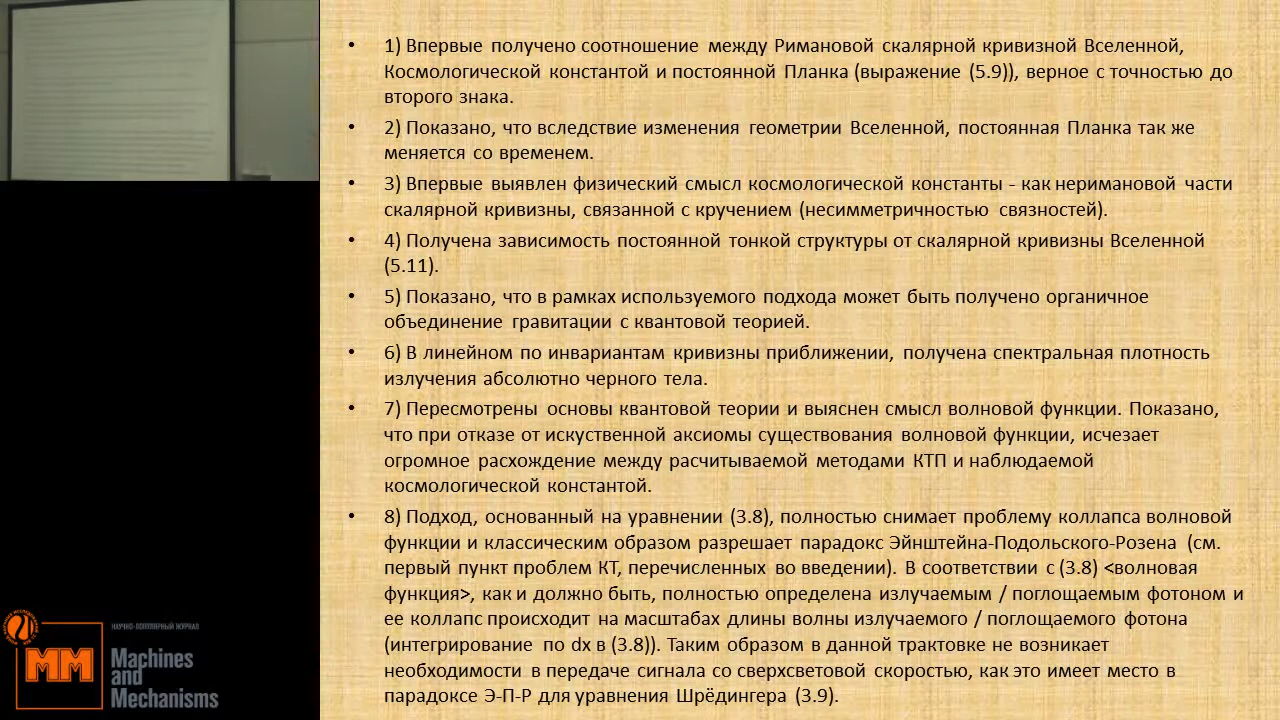 • 1) Впервые получено соотношение между Римановой скалярной кривизной Вселенной,
Космологической константой и постоянной Планка (выражение (5.9)), верное с точностью до
второго знака.
• 2) Показано, что вследствие изменения геометрии Вселенной, постоянная Планка так же
меняется со временем.
• 3) Впервые выявлен физический смысл космологической константы - как неримановой части
скалярной кривизны, связанной с кручением (несимметричностью связностей).
• 4) Получена зависимость постоянной тонкой структуры от скалярной кривизны Вселенной
(5.11).
• 5) Показано, что в рамках используемого подхода может быть получено органичное
объединение гравитации с квантовой теорией.
• 6) В линейном по инвариантам кривизны приближении, получена спектральная плотность
излучения абсолютно черного тела.
• 7) Пересмотрены основы квантовой теории и выяснен смысл волновой функции. Показано,
что при отказе от искуственной аксиомы существования волновой функции, исчезает
огромное расхождение между расчитываемой методами КТП и наблюдаемой
космологической константой.
• 8) Подход, основанный на уравнении (3.8), полностью снимает проблему коллапса волновой
функции и классическим образом разрешает парадокс Эйнштейна-Подольского-Розена (см.
первый пункт проблем КТ, перечисленных во введении). В соответствии с (3.8) <волновая
функция>, как и должно быть, полностью определена излучаемым / поглощаемым фотоном и
ее коллапс происходит на масштабах длины волны излучаемого / поглощаемого фотона
(интегрирование по dx в (3.8)). Таким образом в данной трактовке не возникает
необходимости в передаче сигнала со сверхсветовой скоростью, как это имеет место в
парадоксе Э-П-Р для уравнения Шрёдингера (3.9).
НАУЧНО-ПОПУЛЯРНЫЙ ЖУРНАЛ
MM
Machines
and
Mechanisms